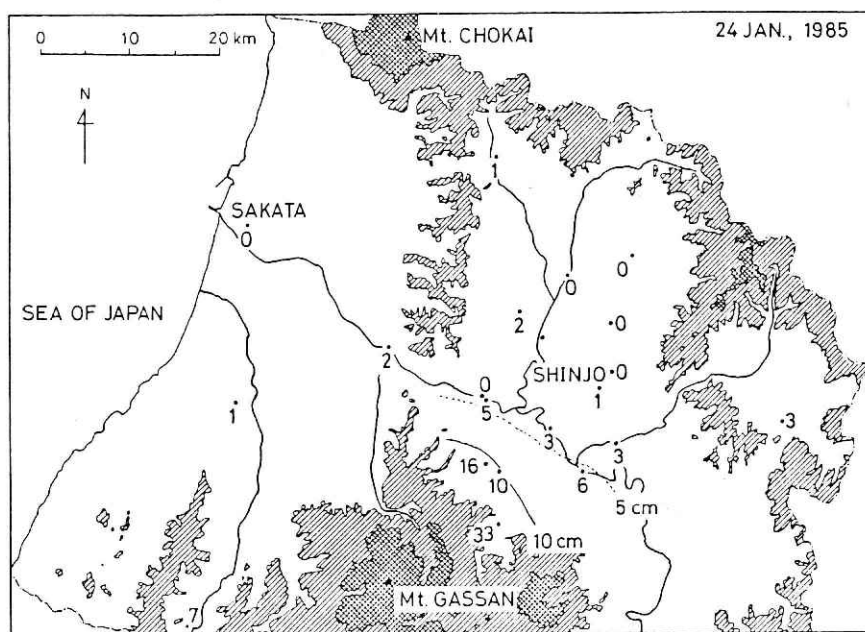 0 10 20 km
Mt. CHOKAI
24 JAN., 1985
N
1
SAKATA
0
0
0
SEA OF JAPAN
2
0
2
SHINJO
0
0
1
5
1
3
3
3
16
10
6
5 cm
33
10 cm
Mt. GASSAN
7